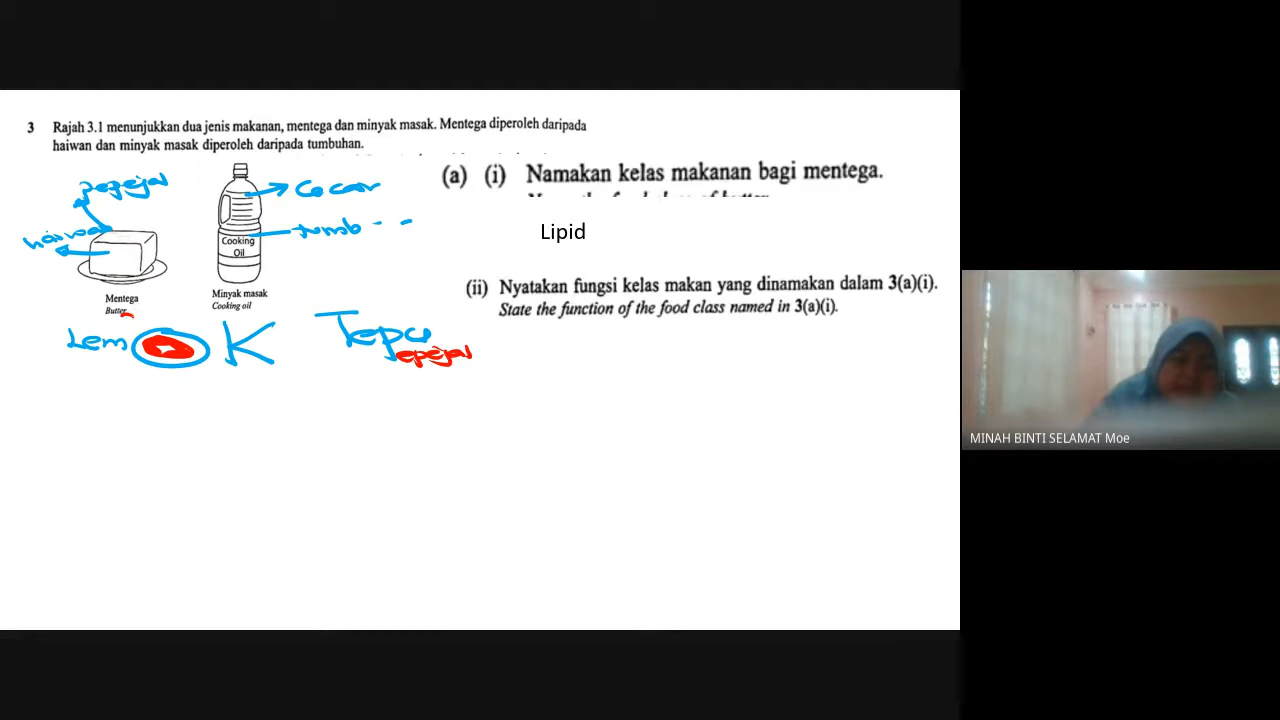 3 Rajah 3.1 menunjukkan dua jenis makanan, mentega dan minyak masak. Mentega diperoleh daripada
haiwan dan minyak masak diperoleh daripada tumbuhan.
(a) (i) Namakan kelas makanan bagi mentega.
Lipid
(ii) Nyatakan fungsi kelas makan yang dinamakan dalam 3(a)(i).
State the function of the food class named in 3(a)(i).
pepejal
Cecair
haiwan
tumb
Cooking
Oil
Mentega
Butter
Minyak masak
Cooking oil
Lem
K
Tepu
epejal
MINAH BINTI SELAMAT Moe